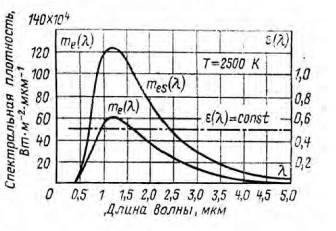 140×10⁴
120
100
80
60
40
20
0
Спектральная плотность,
Вт·м⁻²·мкм⁻¹
mₑ(λ)
mₑₛ(λ)
mₑ(λ)
T=2500 К
ε(λ)=const
ε(λ)
1,0
0,8
0,6
0,4
0,2
λ
0,5 1,0 1,5 2,0 2,5 3,0 3,5 4,0 4,5 5,0
Длина волны, мкм